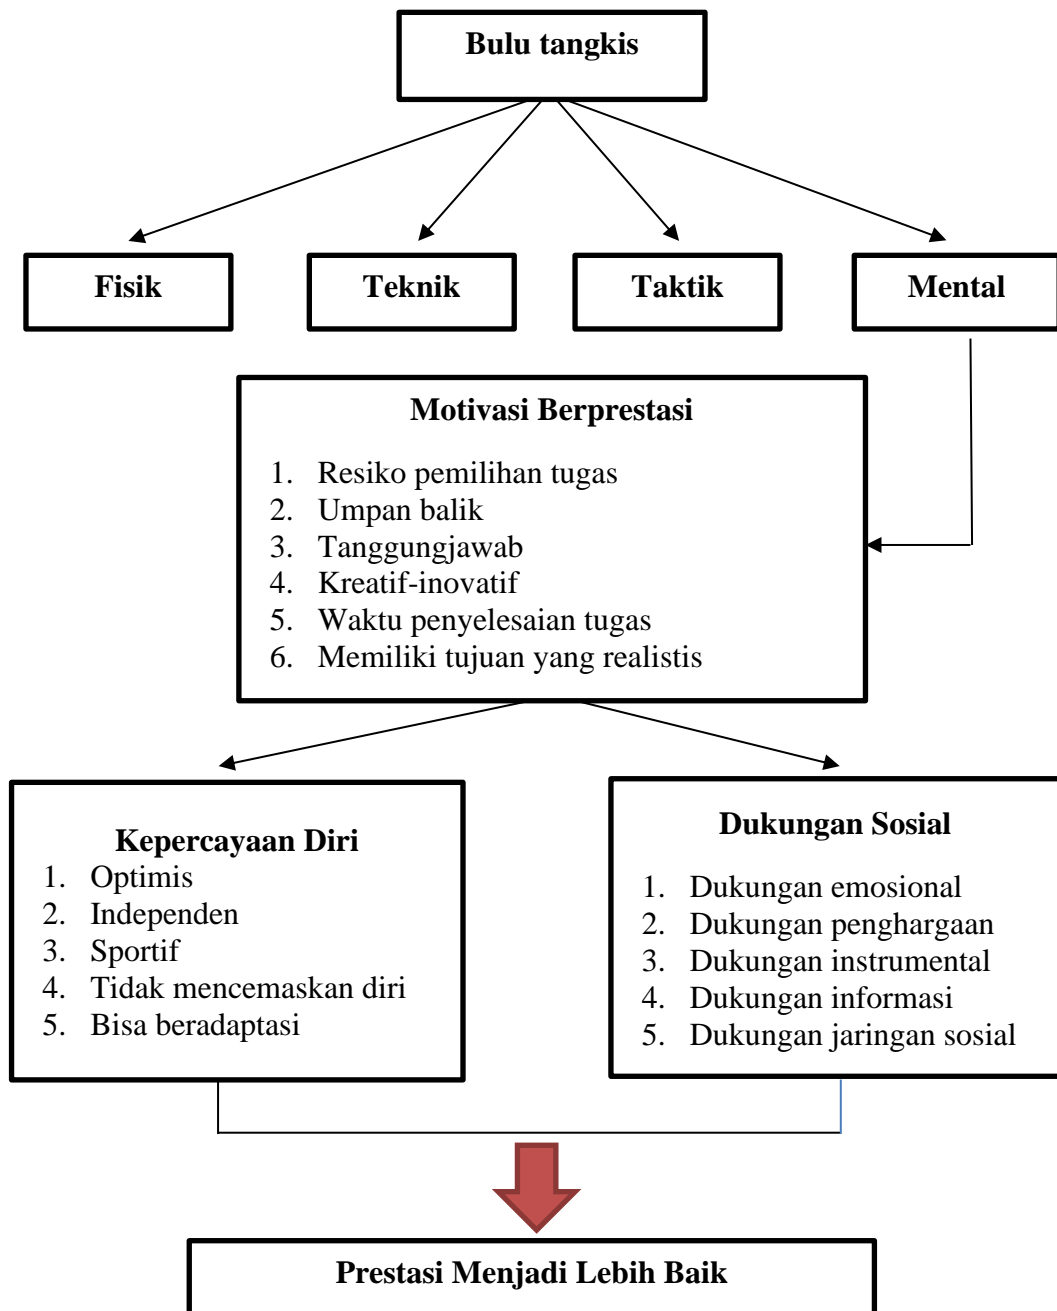 Bulu tangkis
Fisik
Teknik
Taktik
Mental
Motivasi Berprestasi
1. Resiko pemilihan tugas
2. Umpan balik
3. Tanggungjawab
4. Kreatif-inovatif
5. Waktu penyelesaian tugas
6. Memiliki tujuan yang realistis
Kepercayaan Diri
1. Optimis
2. Independen
3. Sportif
4. Tidak mencemaskan diri
5. Bisa beradaptasi
Dukungan Sosial
1. Dukungan emosional
2. Dukungan penghargaan
3. Dukungan instrumental
4. Dukungan informasi
5. Dukungan jaringan sosial
Prestasi Menjadi Lebih Baik